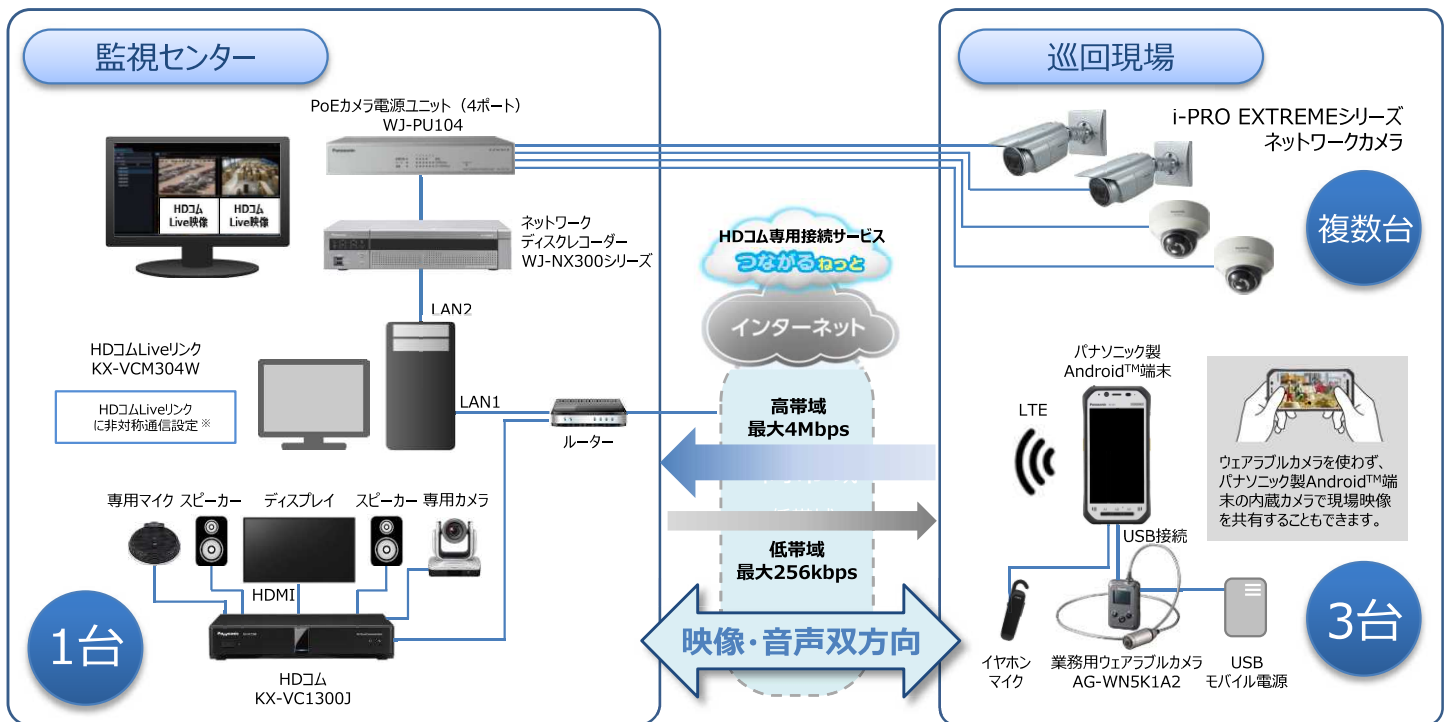 監視センター
PoEカメラ電源ユニット（4ポート）
WJ-PU104
Panasonic
HDコム
Live映像
HDコム
Live映像
ネットワーク
ディスクレコーダー
WJ-NX300シリーズ
LAN2
HDコムLiveリンク
KX-VCM304W
HDコムLiveリンク
に非対称通信設定※
LAN1
ルーター
専用マイク
スピーカー
ディスプレイ
スピーカー
専用カメラ
HDMI
Panasonic
1台
HDコム
KX-VC1300J
HDコム専用接続サービス
つながるねっと
インターネット
高帯域
最大4Mbps
低帯域
最大256kbps
映像・音声双方向
巡回現場
i-PRO EXTREMEシリーズ
ネットワークカメラ
複数台
パナソニック製
Android™端末
LTE
ウェアラブルカメラを使わず、
パナソニック製Android™端
末の内蔵カメラで現場映像
を共有することもできます。
USB接続
イヤホン
マイク
業務用ウェアラブルカメラ
AG-WN5K1A2
USB
モバイル電源
3台